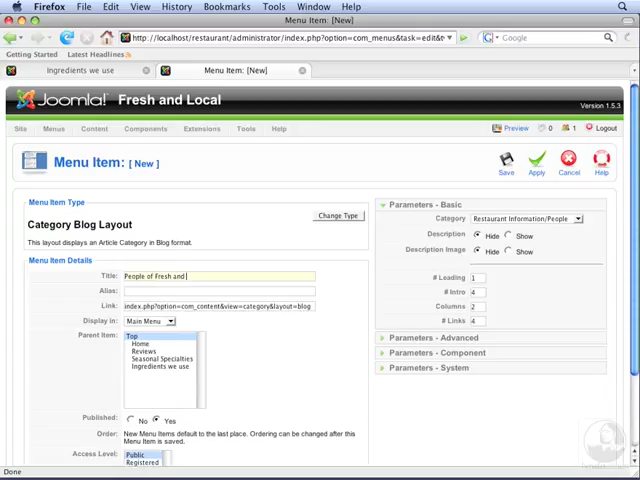 Firefox File Edit View History Bookmarks Tools Window Help
Menu Item: [New]
http://localhost/restaurant/administrator/index.php?option=com_menus&task=edit&t
Google
Getting Started Latest Headlines
Ingredients we use
Menu Item: [New]
Joomla! Fresh and Local
Version 1.5.3
Site Menus Content Components Extensions Tools Help
Preview 0 1 Logout
Menu Item: [ New ]
Save Apply Cancel Help
Menu Item Type
Change Type
Category Blog Layout
This layout displays an Article Category in Blog format.
Menu Item Details
Title: People of Fresh and
Alias:
Link: index.php?option=com_content&view=category&layout=blog
Display in: Main Menu
Parent Item: Top
Home
Reviews
Seasonal Specialties
Ingredients we use
Published: No Yes
Order: New Menu Items default to the last place. Ordering can be changed after this
Menu Item is saved.
Access Level: Public
Registered
Parameters - Basic
Category Restaurant Information/People
Description Hide Show
Description Image Hide Show
# Leading 1
# Intro 4
Columns 2
# Links 4
Parameters - Advanced
Parameters - Component
Parameters - System
Done